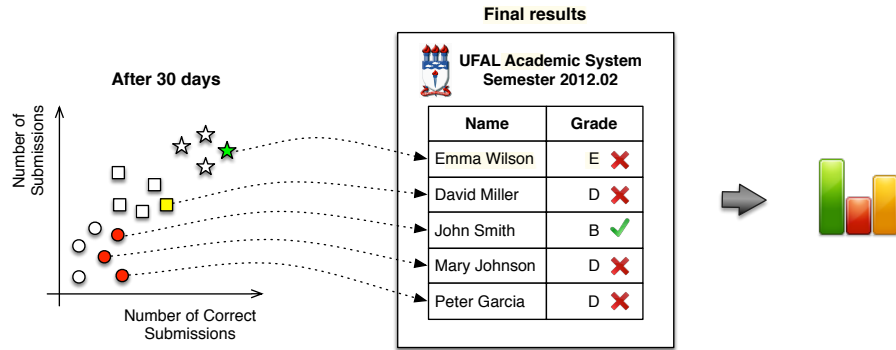 Final results
UFAL Academic System
Semester 2012.02
After 30 days
Number of
Submissions
Number of Correct
Submissions
Name Grade
Emma Wilson E
David Miller D
John Smith B
Mary Johnson D
Peter Garcia D